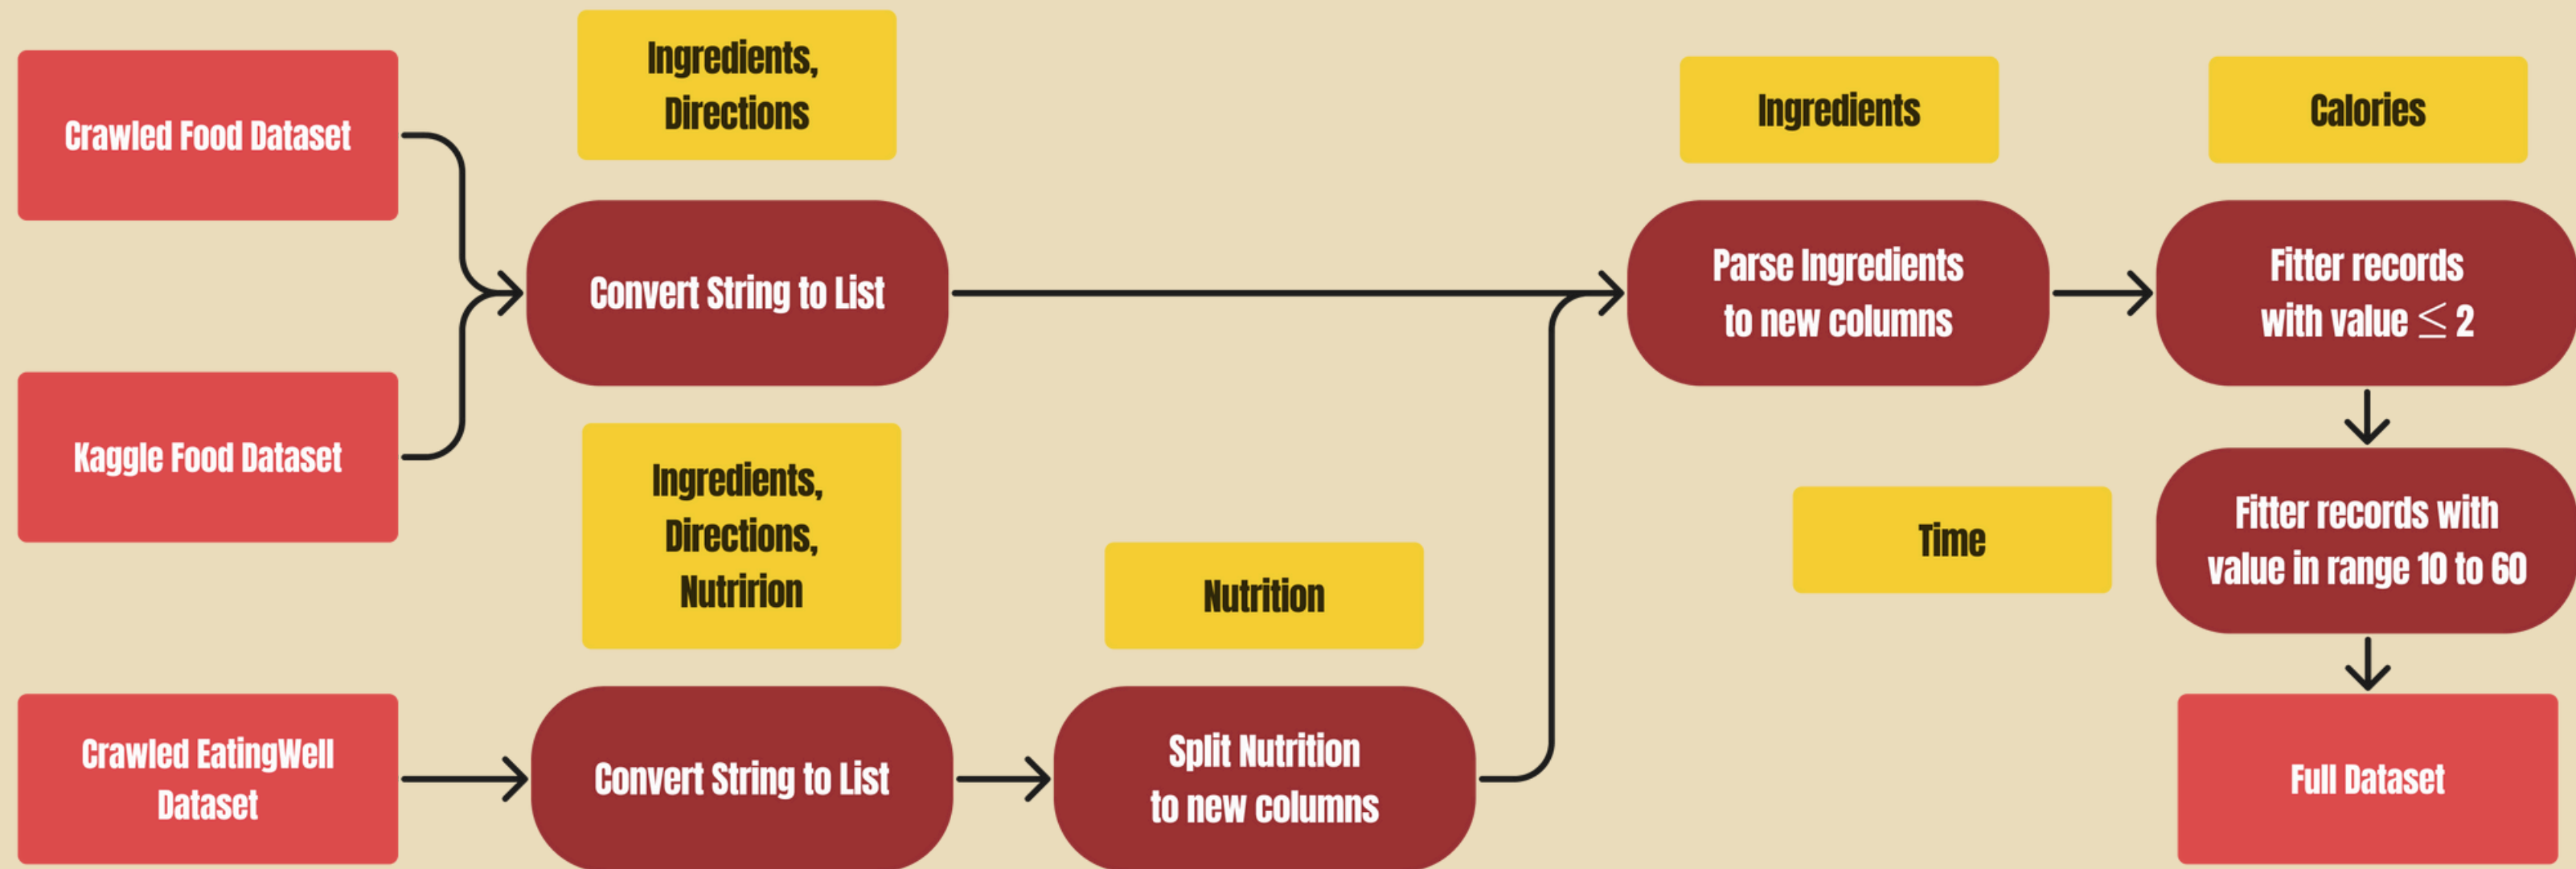 Crawled Food Dataset
Kaggle Food Dataset
Crawled EatingWell
Dataset
Ingredients,
Directions
Convert String to List
Ingredients,
Directions,
Nutririon
Convert String to List
Nutrition
Split Nutrition
to new columns
Ingredients
Parse Ingredients
to new columns
Calories
Fitter records
with value ≤ 2
Time
Fitter records with
value in range 10 to 60
Full Dataset